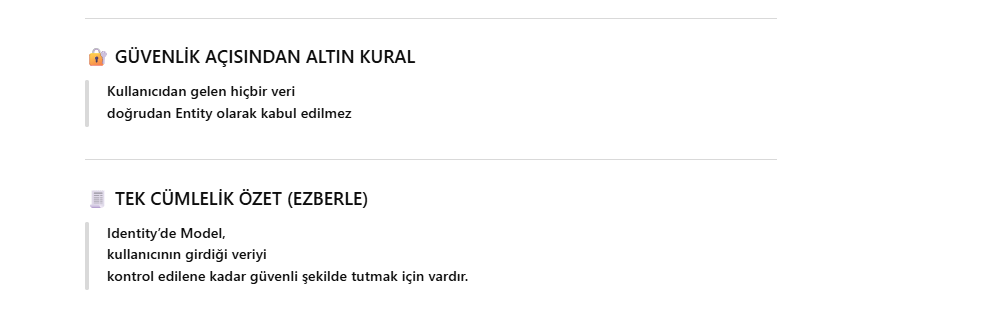 GÜVENLİK AÇISINDAN ALTIN KURAL
Kullanıcıdan gelen hiçbir veri
doğrudan Entity olarak kabul edilmez
TEK CÜMLELİK ÖZET (EZBERLE)
Identity’de Model,
kullanıcının girdiği veriyi
kontrol edilene kadar güvenli şekilde tutmak için vardır.